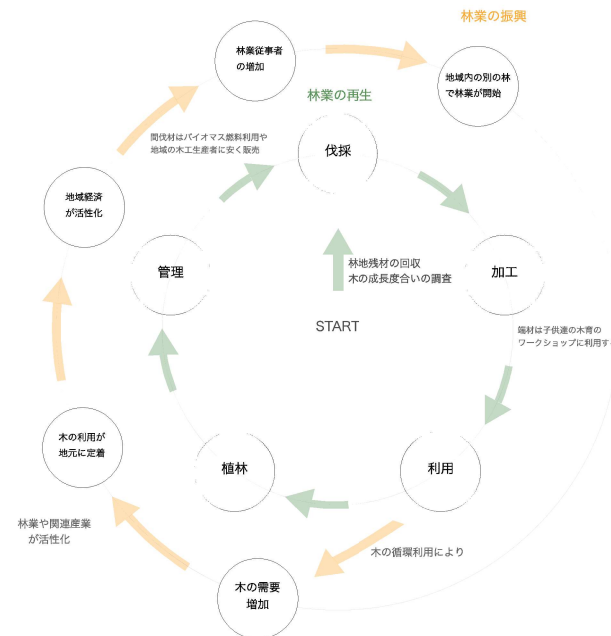 林業の振興
林業従事者
の増加
地域内の別の林
で林業が開始
林業の再生
間伐材はバイオマス燃料利用や
地域の木工生産者に安く販売
伐採
地域経済
が活性化
管理
林地残材の回収
木の成長度合いの調査
加工
START
端材は子供達の木育の
ワークショップに利用す
木の利用が
地元に定着
植林
利用
林業や関連産業
が活性化
木の循環利用により
木の需要
増加